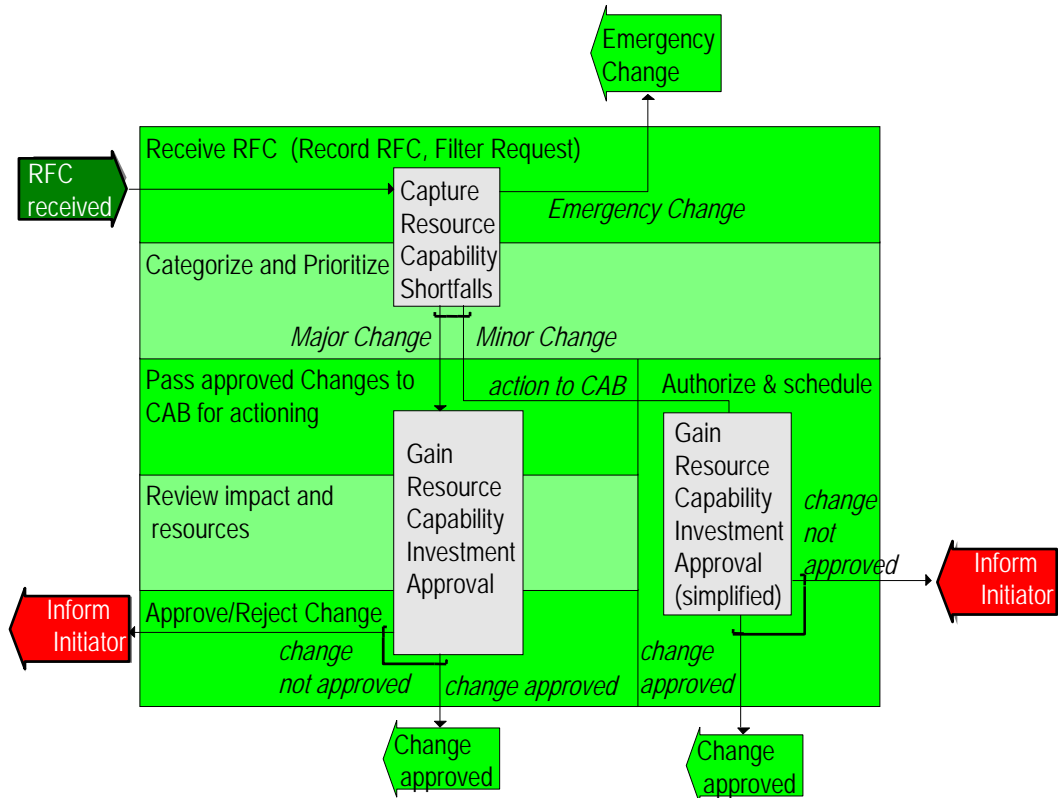 Emergency
Change
Receive RFC (Record RFC, Filter Request)
RFC
received
Capture
Resource
Capability
Shortfalls
Emergency Change
Categorize and Prioritize
Major Change
Minor Change
Pass approved Changes to
CAB for actioning
action to CAB
Authorize & schedule
Gain
Resource
Capability
Investment
Approval
Gain
Resource
Capability
Investment
Approval
(simplified)
change
not
approved
Review impact and
resources
Inform
Initiator
Inform
Initiator
Approve/Reject Change
change
not approved
change approved
change
approved
Change
approved
Change
approved